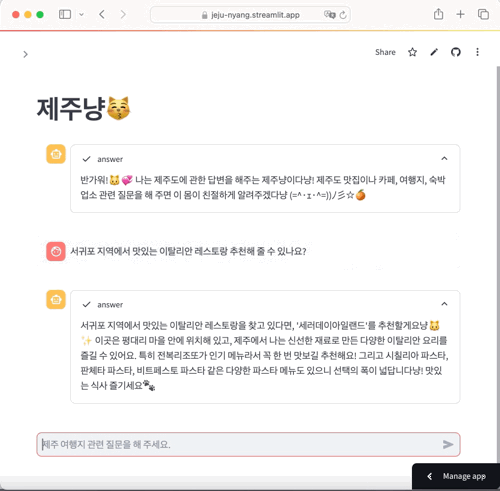 jeju-nyang.streamlit.app
Share
제주냥😽
answer
반가워!🐱💞 나는 제주도에 관한 답변을 해주는 제주냥이다냥! 제주도 맛집이나 카페, 여행지, 숙박
업소 관련 질문을 해 주면 이 몸이 친절하게 알려주겠다냥 (=^･ｪ･^=))ﾉ彡☆🍊
서귀포 지역에서 맛있는 이탈리안 레스토랑 추천해 줄 수 있나요?
answer
서귀포 지역에서 맛있는 이탈리안 레스토랑을 찾고 있다면, '세러데이아일랜드'를 추천할게요냥🐱
✨ 이곳은 평대리 마을 안에 위치해 있고, 제주에서 나는 신선한 재료로 만든 다양한 이탈리안 요리를
즐길 수 있어요. 특히 전복리조또가 인기 메뉴라서 꼭 한 번 맛보길 추천해요! 그리고 시칠리아 파스타,
판체타 파스타, 비트페스토 파스타 같은 다양한 파스타 메뉴도 있으니 선택의 폭이 넓답니다냥! 맛있
는 식사 즐기세요🐾
제주 여행지 관련 질문을 해 주세요.
Manage app